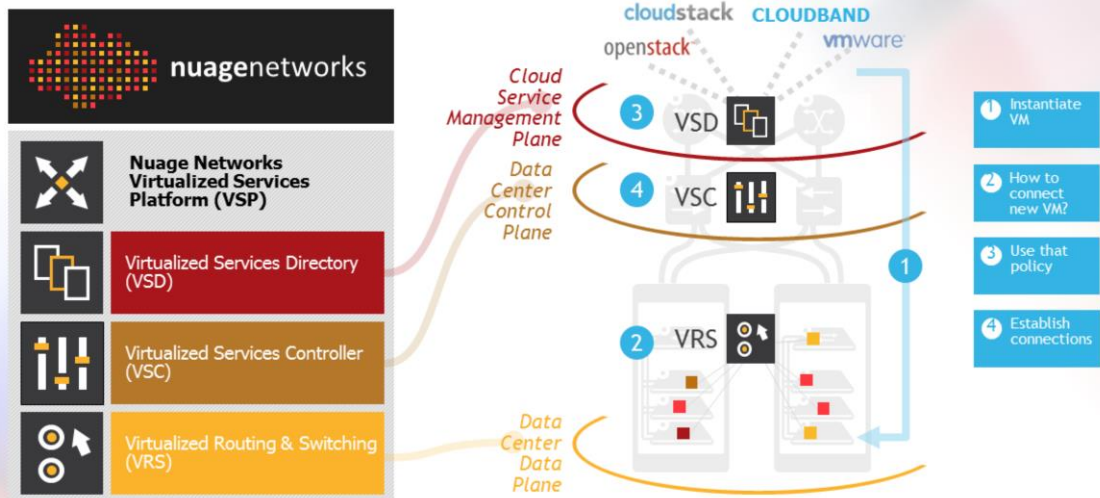 nuagenetworks
Nuage Networks
Virtualized Services
Platform (VSP)
Virtualized Services Directory
(VSD)
Virtualized Services Controller
(VSC)
Virtualized Routing & Switching
(VRS)
cloudstack
CLOUDBAND
openstack
vmware
Cloud
Service
Management
Plane
3
VSD
Data
Center
Control
Plane
4
VSC
1
2
VRS
Data
Center
Data
Plane
1 Instantiate
VM
2 How to
connect
new VM?
3 Use that
policy
4 Establish
connections